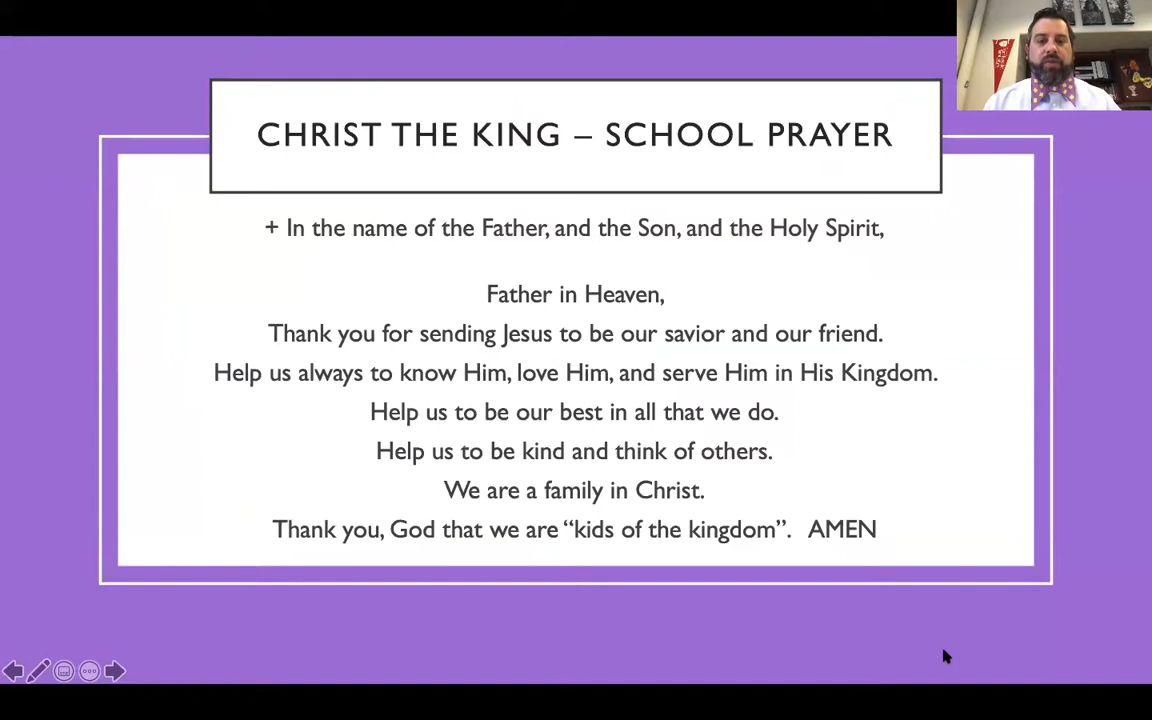 CHRIST THE KING – SCHOOL PRAYER
+ In the name of the Father, and the Son, and the Holy Spirit,
Father in Heaven,
Thank you for sending Jesus to be our savior and our friend.
Help us always to know Him, love Him, and serve Him in His Kingdom.
Help us to be our best in all that we do.
Help us to be kind and think of others.
We are a family in Christ.
Thank you, God that we are “kids of the kingdom”. AMEN